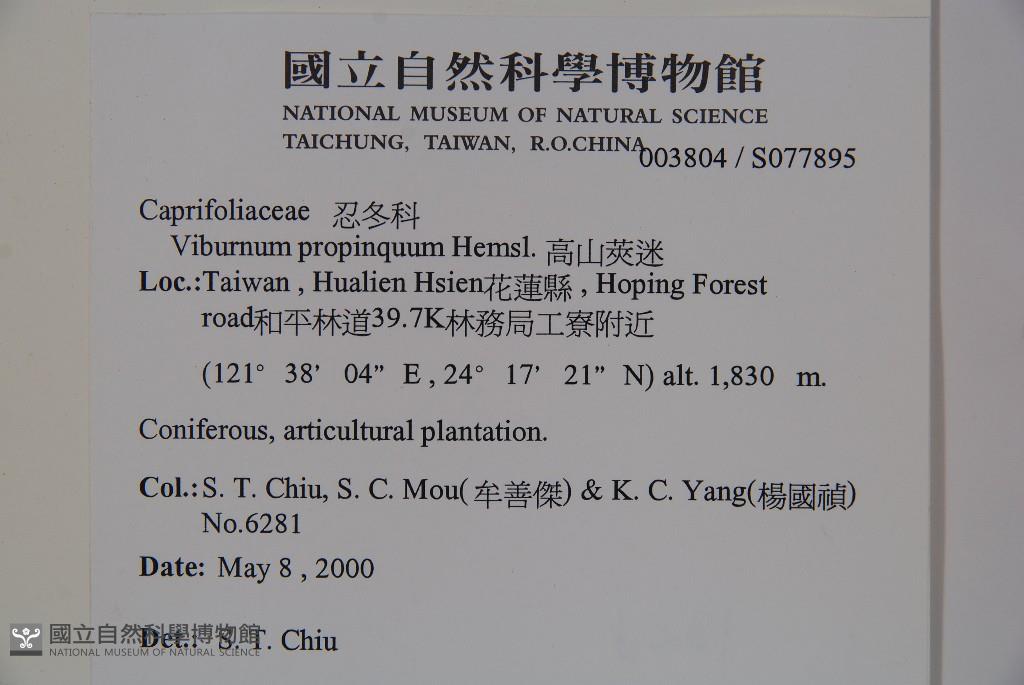 國立自然科學博物館
NATIONAL MUSEUM OF NATURAL SCIENCE
TAICHUNG, TAIWAN, R.O.CHINA
003804 / S077895
Caprifoliaceae 忍冬科
Viburnum propinquum Hemsl. 高山莢迷
Loc.:Taiwan , Hualien Hsien花蓮縣 , Hoping Forest
road和平林道39.7K林務局工寮附近
(121° 38’ 04” E , 24° 17’ 21” N) alt. 1,830 m.
Coniferous, articultural plantation.
Col.: S. T. Chiu, S. C. Mou(牟善傑) & K. C. Yang(楊國禎)
No.6281
Date: May 8 , 2000
Det.: S. T. Chiu
國立自然科學博物館
NATIONAL MUSEUM OF NATURAL SCIENCE